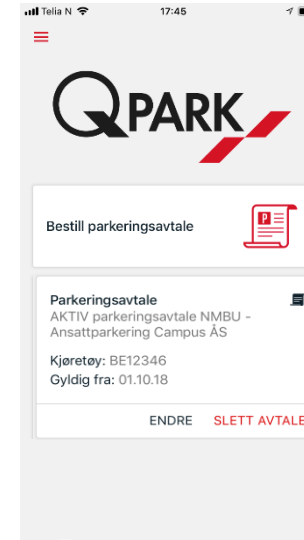 Telia N 17:45
QPARK
Bestill parkeringsavtale
P
Parkeringsavtale
AKTIV parkeringsavtale NMBU -
Ansattparkering Campus ÅS
Kjøretøy: BE12346
Gyldig fra: 01.10.18
ENDRE SLETT AVTALE